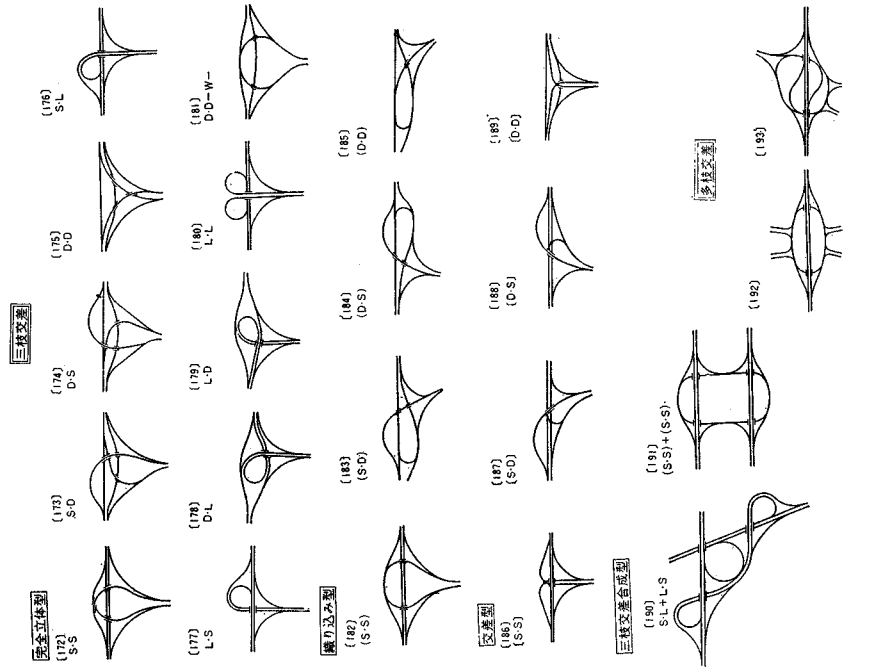 三枝交差
完全立体型
[172]
S·S
[173]
S·D
[174]
D·S
[175]
D·D
[176]
S·L
[177]
L·S
[178]
D·L
[179]
L·D
[180]
L·L
[181]
D·D−W−
織り込み型
[182]
(S·S)
[183]
(S·D)
[184]
(D·S)
[185]
(D·D)
交差型
[186]
[S·S]
[187]
[S·D]
[188]
[D·S]
[189]
[D·D]
三枝交差合成型
[190]
S·L+L·S
[191]
(S·S)+(S·S)
多枝交差
[192]
[193]